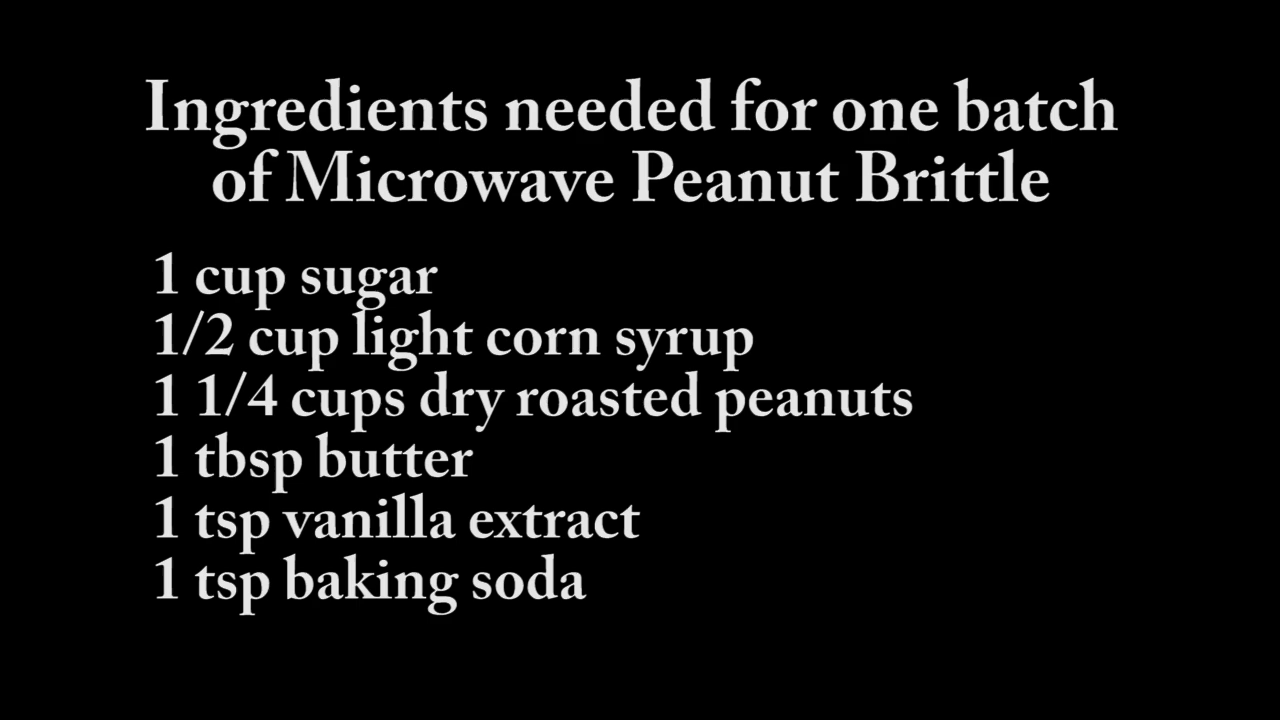 Ingredients needed for one batch
of Microwave Peanut Brittle
1 cup sugar
1/2 cup light corn syrup
1 1/4 cups dry roasted peanuts
1 tbsp butter
1 tsp vanilla extract
1 tsp baking soda